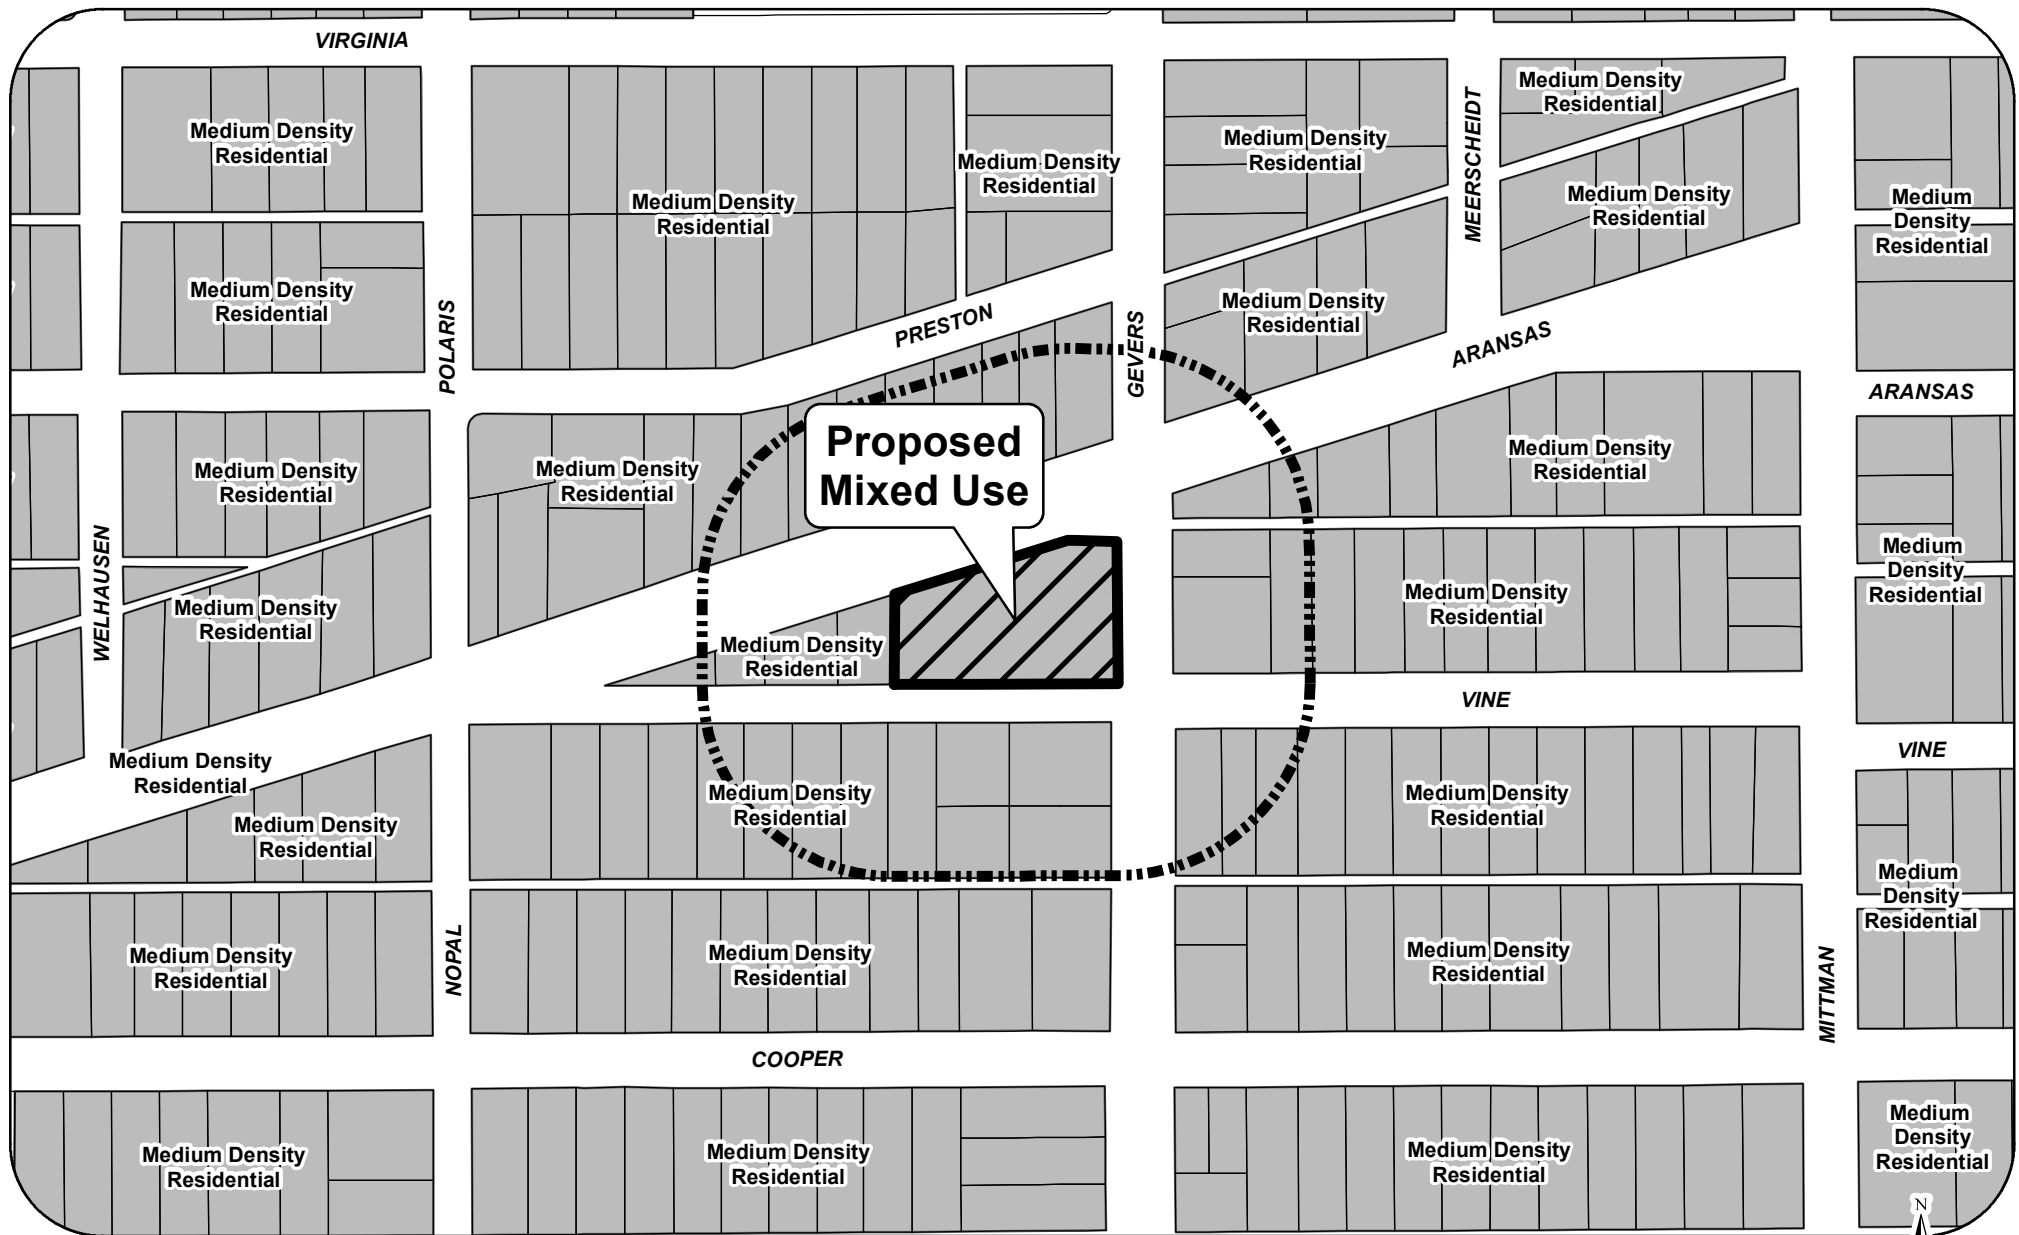 VIRGINIA
Medium Density
Residential
Medium Density
Residential
Medium Density
Residential
Medium Density
Residential
Medium Density
Residential
MEERSCHEIDT
Medium Density
Residential
Medium
Density
Residential
Medium Density
Residential
Medium Density
Residential
POLARIS
PRESTON
GEVERS
ARANSAS
ARANSAS
Proposed
Mixed Use
Medium Density
Residential
Medium Density
Residential
Medium Density
Residential
WELHAUSEN
Medium
Density
Residential
Medium Density
Residential
Medium Density
Residential
Medium Density
Residential
VINE
VINE
Medium Density
Residential
Medium Density
Residential
Medium Density
Residential
Medium Density
Residential
Medium
Density
Residential
NOPAL
Medium Density
Residential
Medium Density
Residential
Medium Density
Residential
MITTMAN
COOPER
Medium Density
Residential
Medium Density
Residential
Medium Density
Residential
Medium
Density
Residential
N